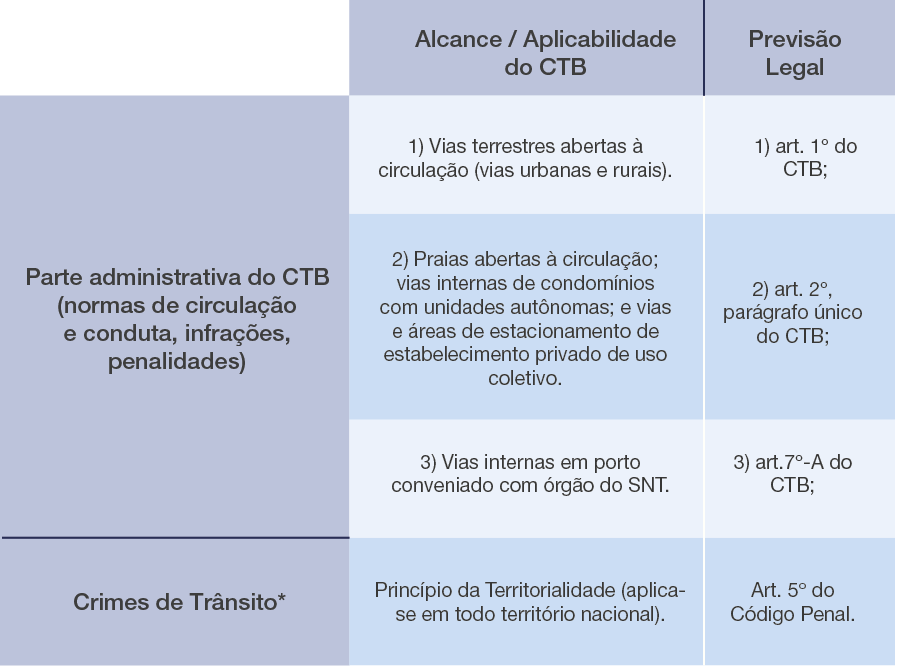 Alcance / Aplicabilidade
do CTB
Previsão
Legal
Parte administrativa do CTB
(normas de circulação
e conduta, infrações,
penalidades)
1) Vias terrestres abertas à
circulação (vias urbanas e rurais).
1) art. 1º do
CTB;
2) Praias abertas à circulação;
vias internas de condomínios
com unidades autônomas; e vias
e áreas de estacionamento de
estabelecimento privado de uso
coletivo.
2) art. 2º,
parágrafo único
do CTB;
3) Vias internas em porto
conveniado com órgão do SNT.
3) art.7º-A do
CTB;
Crimes de Trânsito*
Princípio da Territorialidade (aplica-
se em todo território nacional).
Art. 5º do
Código Penal.